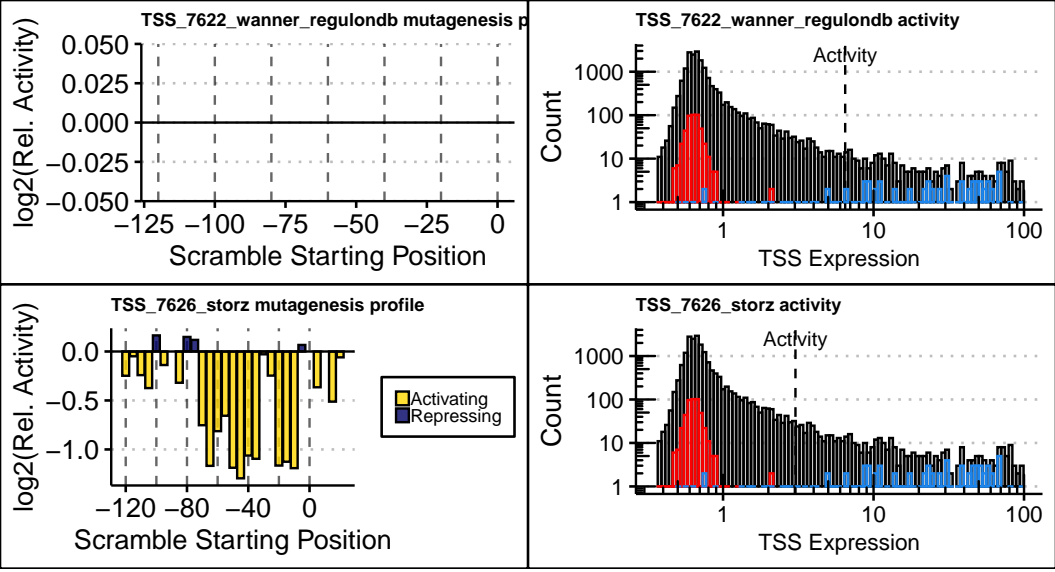 TSS_7622_wanner_regulondb mutagenesis p
log2(Rel. Activity)
0.050
0.025
0.000
−0.025
−0.050
−125 −100 −75 −50 −25 0
Scramble Starting Position
TSS_7622_wanner_regulondb activity
Activity
Count
1000
100
10
1
1 10 100
TSS Expression
TSS_7626_storz mutagenesis profile
log2(Rel. Activity)
0.0
−0.5
−1.0
−120 −80 −40 0
Scramble Starting Position
Activating
Repressing
TSS_7626_storz activity
Activity
Count
1000
100
10
1
1 10 100
TSS Expression